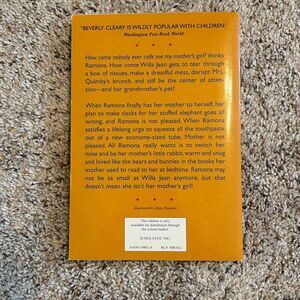 "BEVERLY CLEARY IS WILDLY POPULAR WITH CHILDREN."
Washington Post Book World
How come nobody ever calls me my mother's girl? thinks
Ramona. How come Willa Jean gets to tear through
a box of tissues, make a dreadful mess, disrupt Mrs.
Quimby's brunch, and still be the center of atten-
tion—and her grandmother's pet?
When Ramona finally has her mother to herself, her
plan to make slacks for her stuffed elephant goes all
wrong, and Ramona is not pleased. When Ramona
satisfies a lifelong urge to squeeze all the toothpaste
out of a new economy-sized tube, Mother is not
pleased. All Ramona really wants is to twitch her
nose and be her mother's little rabbit, warm and snug
and loved like the bears and bunnies in the books her
mother used to read to her at bedtime. Ramona may
not be as small as Willa Jean anymore, but that
doesn't mean she isn't her mother's girl!
Illustrated by Alan Tiegreen
This edition is only
available for distribution through
the school market.
SCHOLASTIC INC.